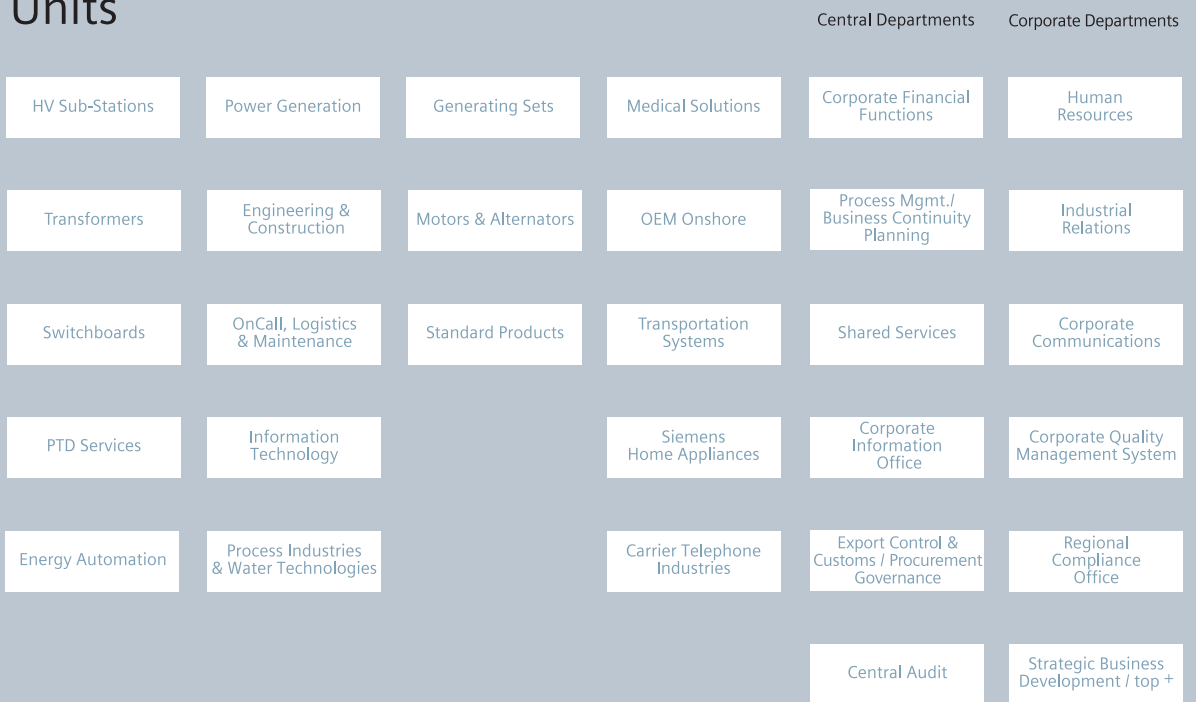 Units
Central Departments
Corporate Departments
HV Sub-Stations
Power Generation
Generating Sets
Medical Solutions
Corporate Financial
Functions
Human
Resources
Transformers
Engineering &
Construction
Motors & Alternators
OEM Onshore
Process Mgmt./
Business Continuity
Planning
Industrial
Relations
Switchboards
OnCall, Logistics
& Maintenance
Standard Products
Transportation
Systems
Shared Services
Corporate
Communications
PTD Services
Information
Technology
Siemens
Home Appliances
Corporate
Information
Office
Corporate Quality
Management System
Energy Automation
Process Industries
& Water Technologies
Carrier Telephone
Industries
Export Control &
Customs / Procurement
Governance
Regional
Compliance
Office
Central Audit
Strategic Business
Development / top +